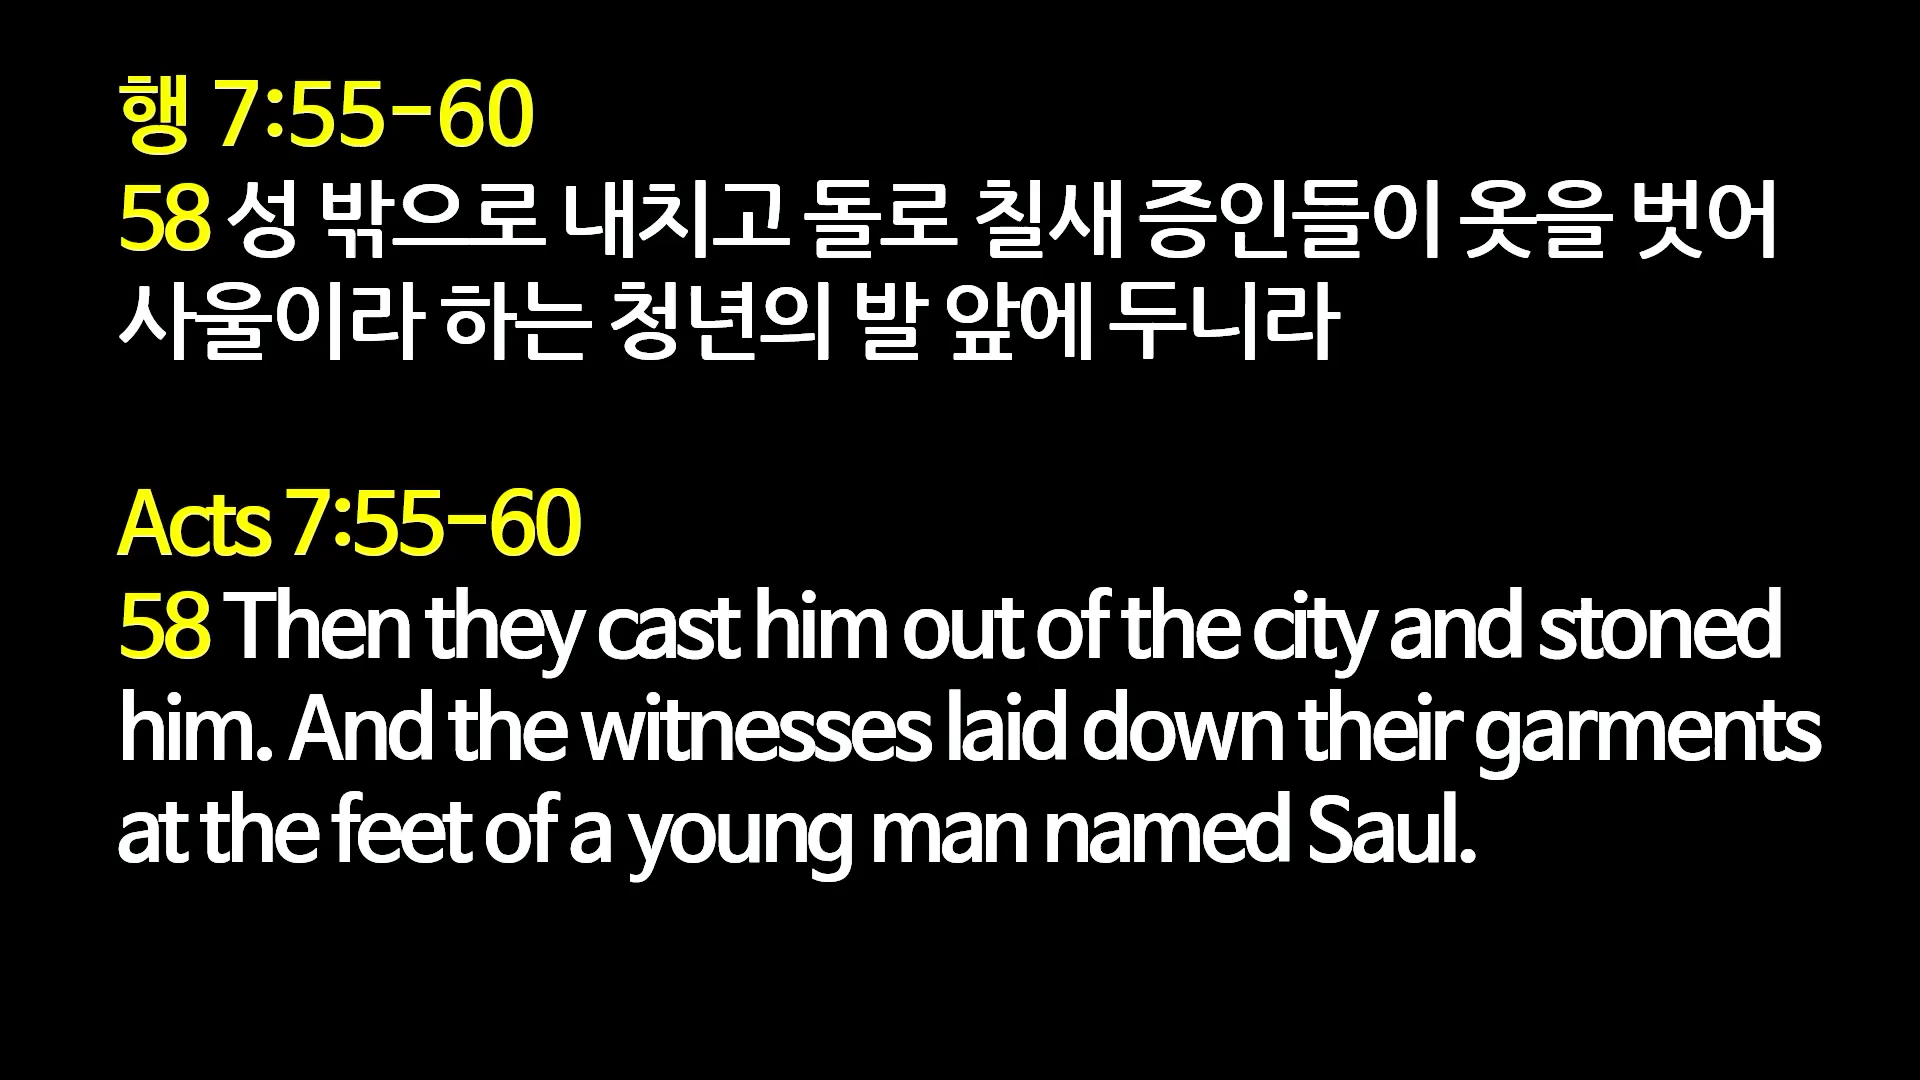 행 7:55-60
58 성 밖으로 내치고 돌로 칠새 증인들이 옷을 벗어
사울이라 하는 청년의 발 앞에 두니라
Acts 7:55-60
58 Then they cast him out of the city and stoned
him. And the witnesses laid down their garments
at the feet of a young man named Saul.